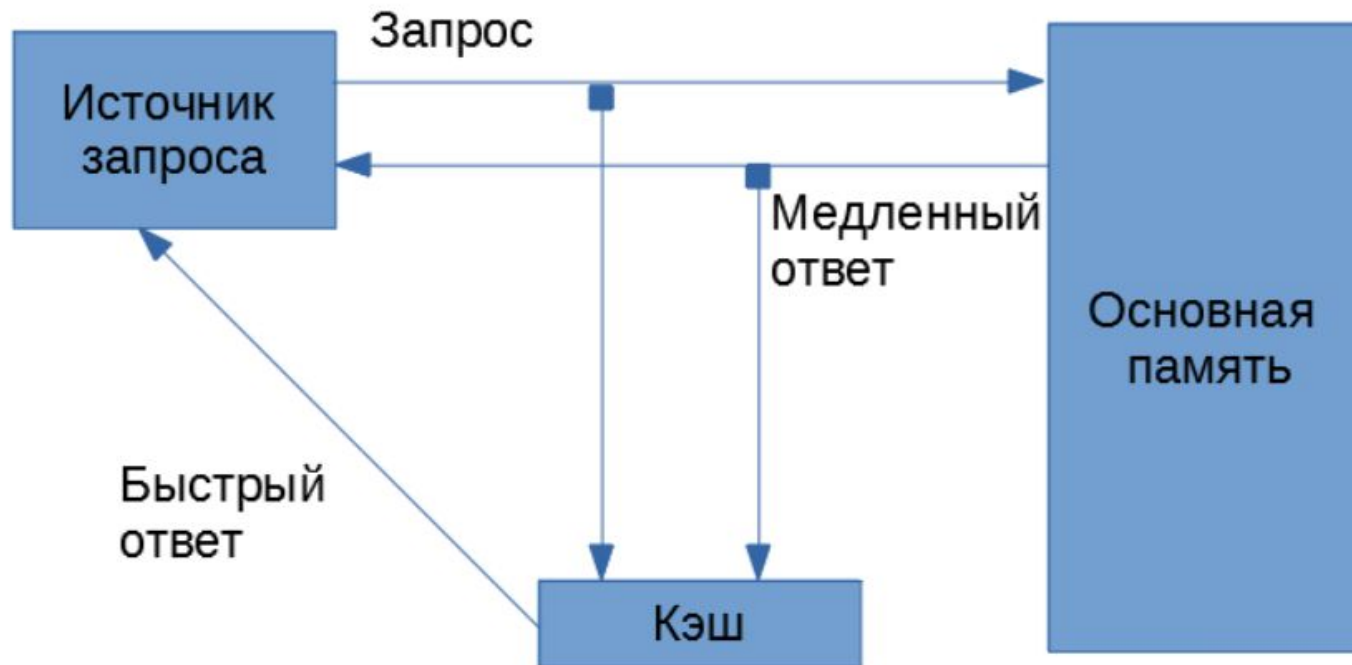 Запрос
Источник
запроса
Медленный
ответ
Основная
память
Быстрый
ответ
Кэш